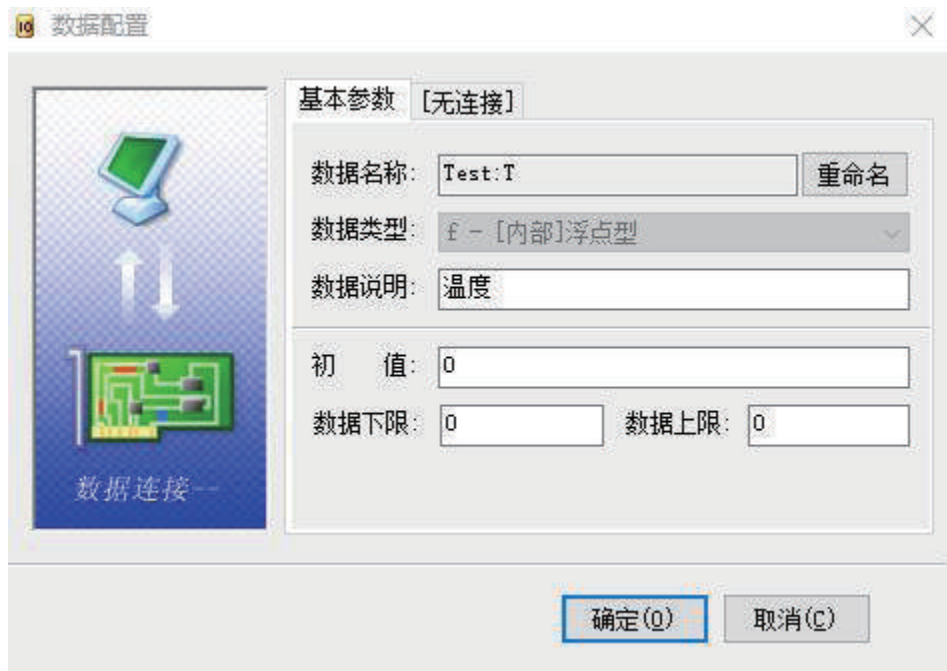 数据配置
基本参数 [无连接]
数据名称: Test:T 重命名
数据类型: f - [内部]浮点型
数据说明: 温度
初 值: 0
数据下限: 0 数据上限: 0
数据连接--
确定(O) 取消(C)